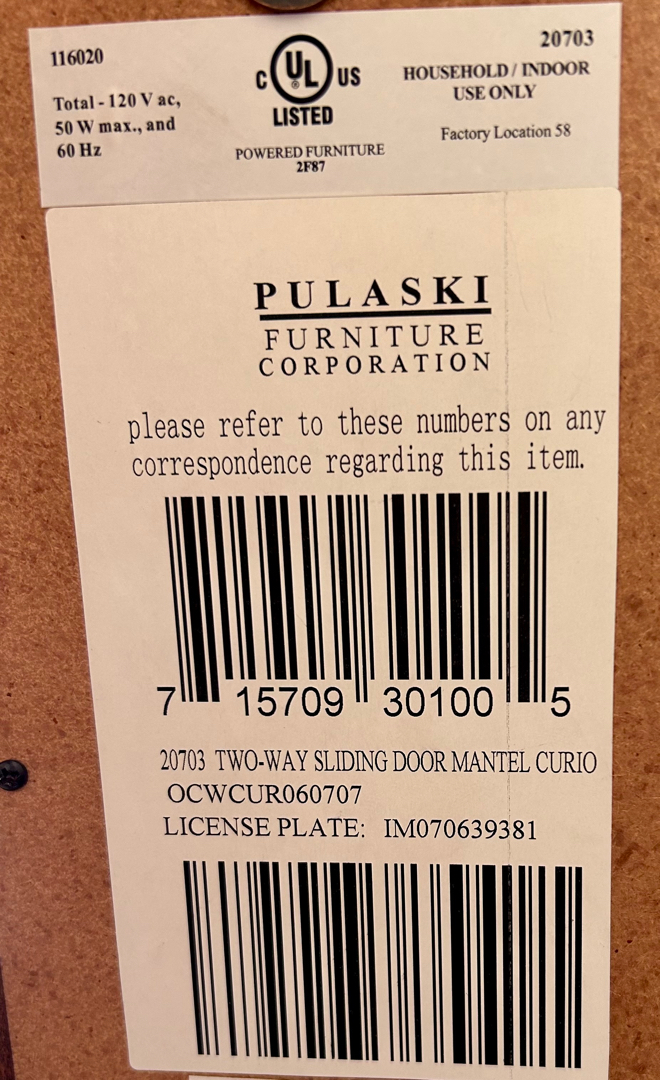 116020
Total - 120 V ac,
50 W max., and
60 Hz
C UL ® US
LISTED
POWERED FURNITURE
2F87
20703
HOUSEHOLD / INDOOR
USE ONLY
Factory Location 58
PULASKI
FURNITURE
CORPORATION
please refer to these numbers on any
correspondence regarding this item.
7 15709 30100 5
20703 TWO-WAY SLIDING DOOR MANTEL CURIO
OCWCUR060707
LICENSE PLATE: IM070639381